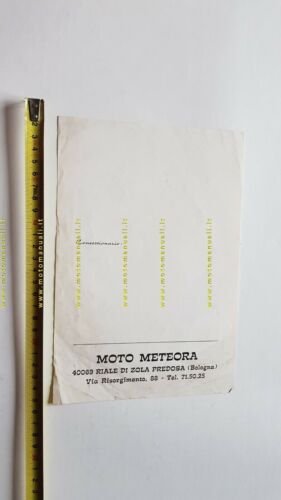 www.motomanuali.it
www.motomanuali.it
www.motomanuali.it
www.motomanuali.it
www.motomanuali.it
Concessionario:
MOTO METEORA
40069 RIALE DI ZOLA PREDOSA (Bologna)
Via Risorgimento, 88 - Tel. 71.50.25